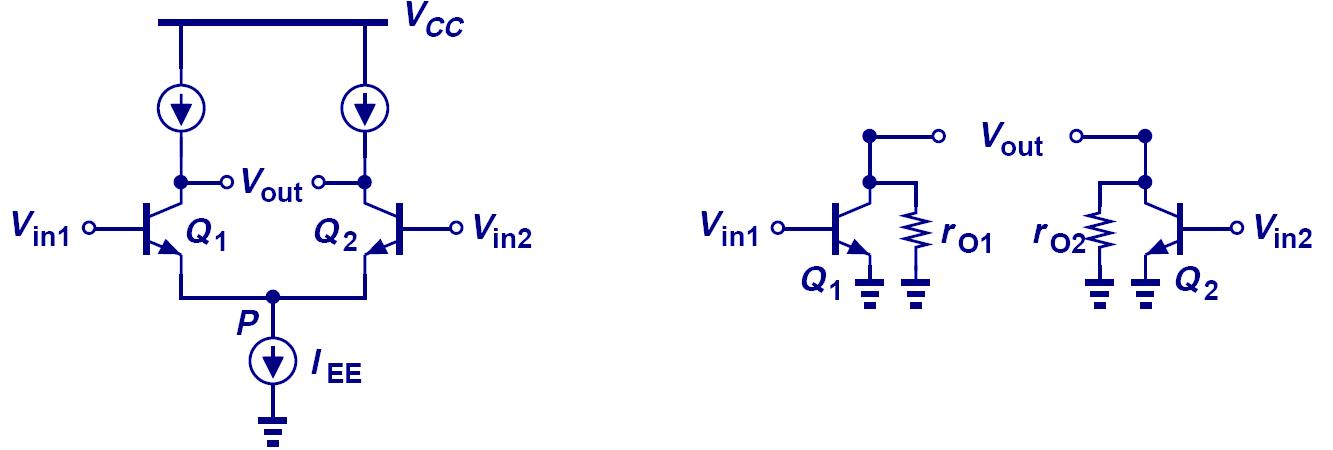 VCC
Vout
Vin1
Q1
Q2
Vin2
P
IEE
Vout
Vin1
rO1
rO2
Vin2
Q1
Q2